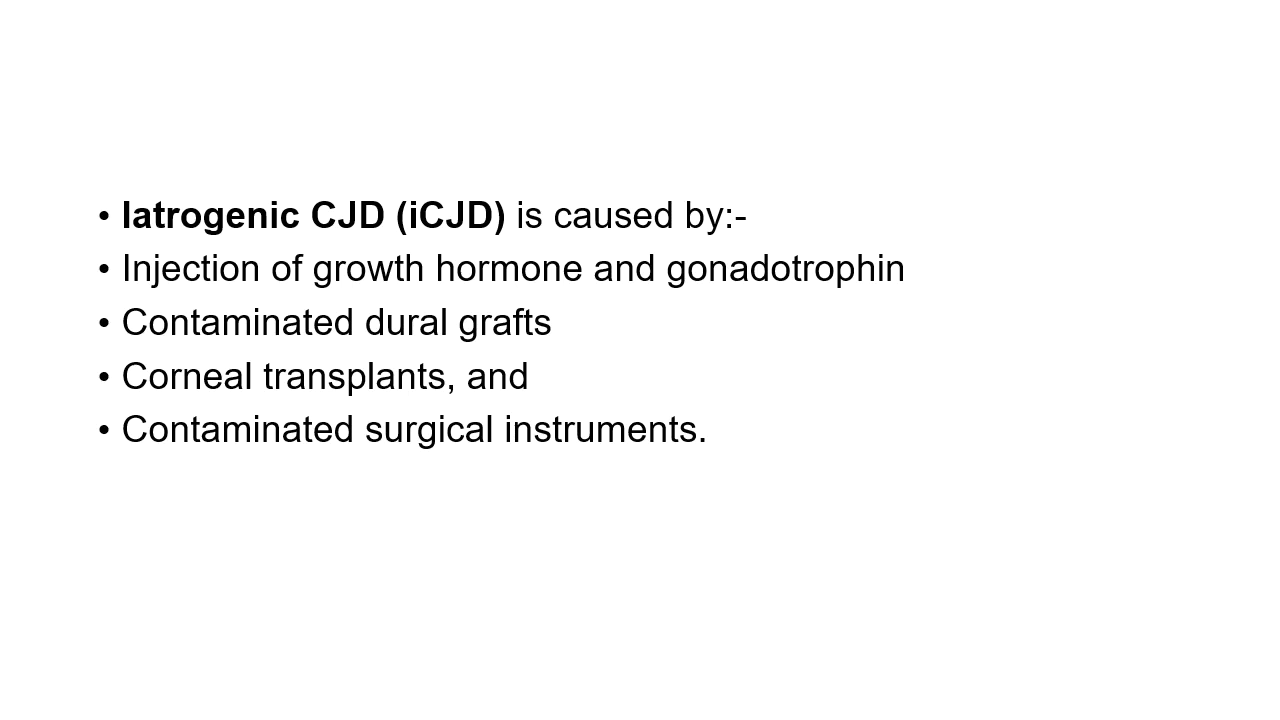 • Iatrogenic CJD (iCJD) is caused by:-
• Injection of growth hormone and gonadotrophin
• Contaminated dural grafts
• Corneal transplants, and
• Contaminated surgical instruments.